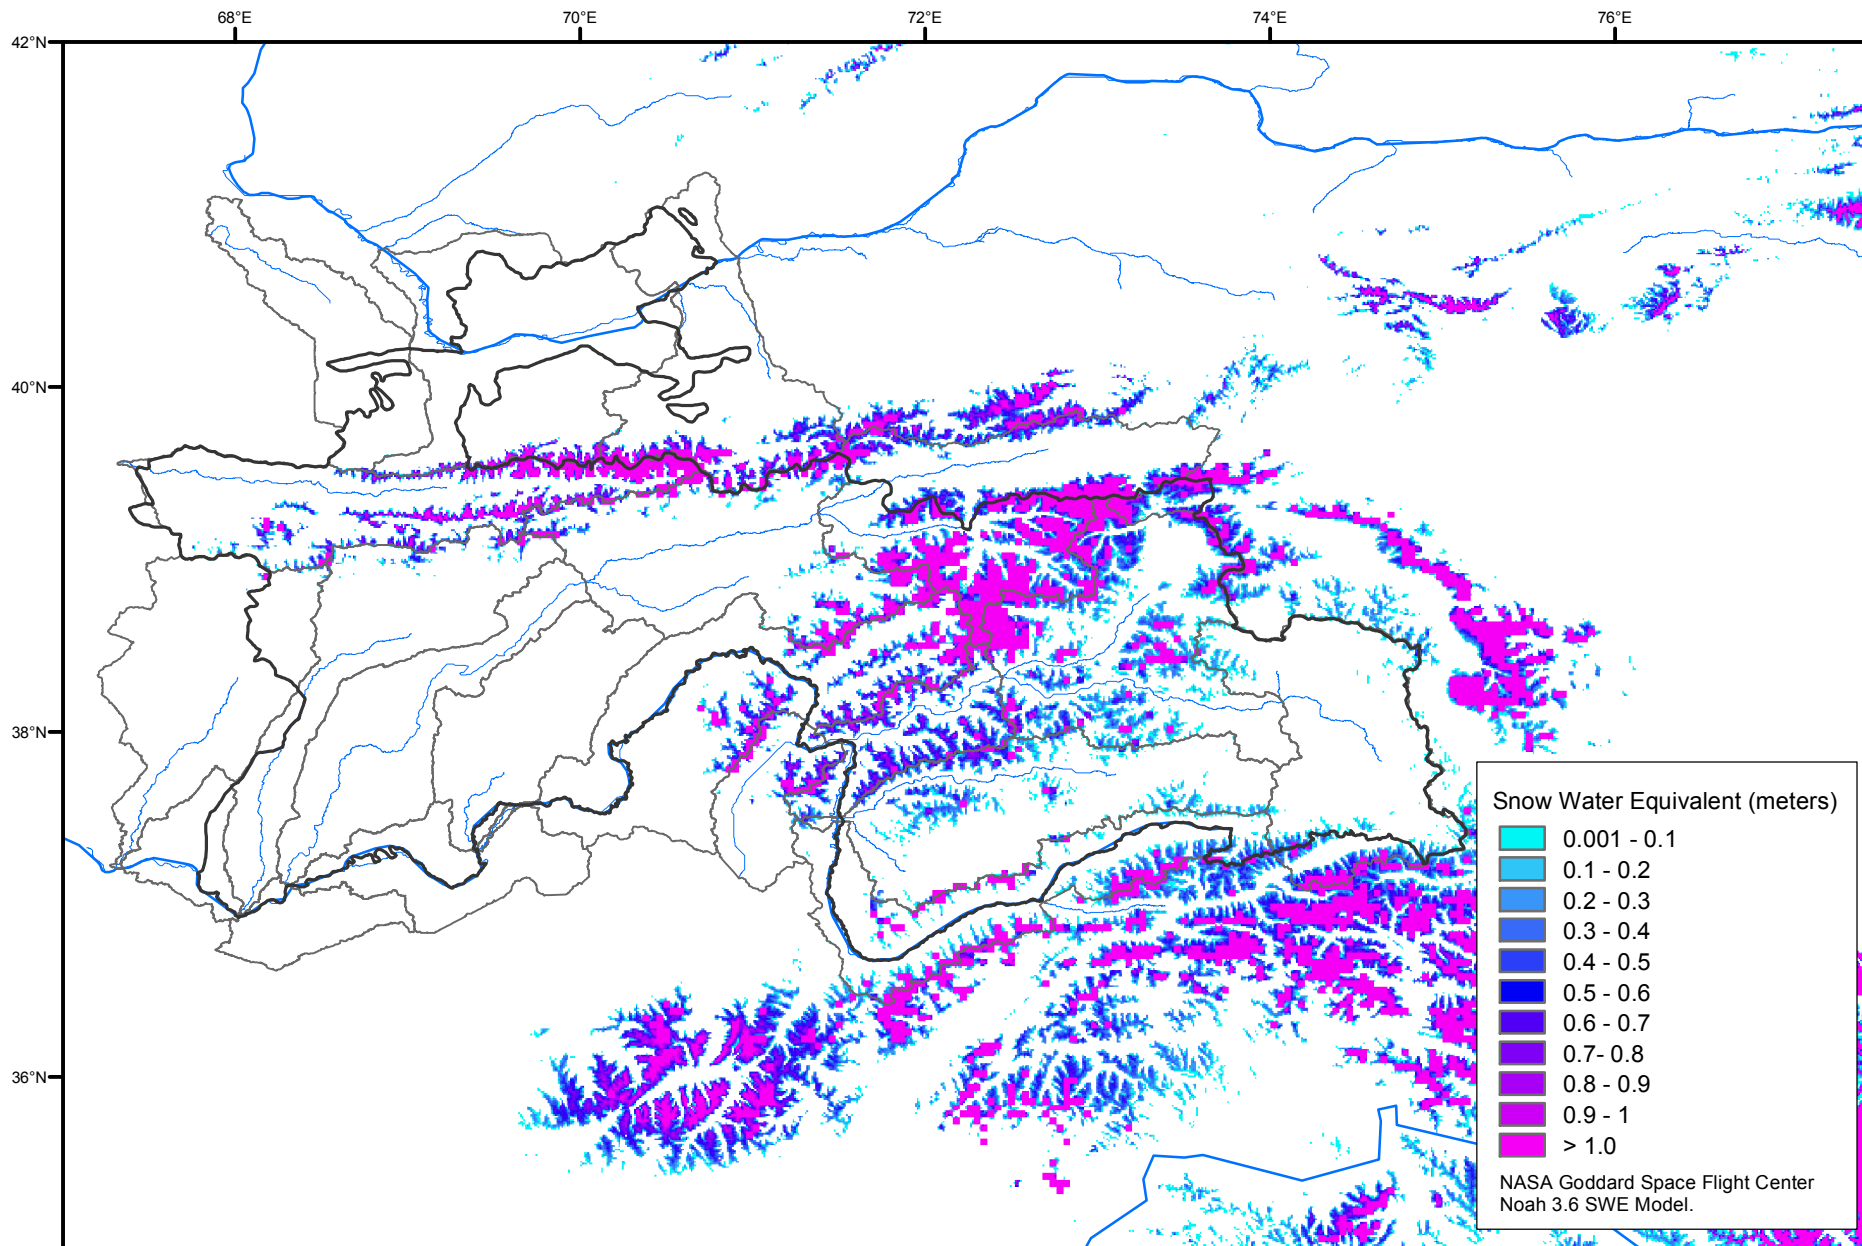 68°E
70°E
72°E
74°E
76°E
42°N
40°N
38°N
36°N
Snow Water Equivalent (meters)
0.001 - 0.1
0.1 - 0.2
0.2 - 0.3
0.3 - 0.4
0.4 - 0.5
0.5 - 0.6
0.6 - 0.7
0.7- 0.8
0.8 - 0.9
0.9 - 1
> 1.0
NASA Goddard Space Flight Center
Noah 3.6 SWE Model.